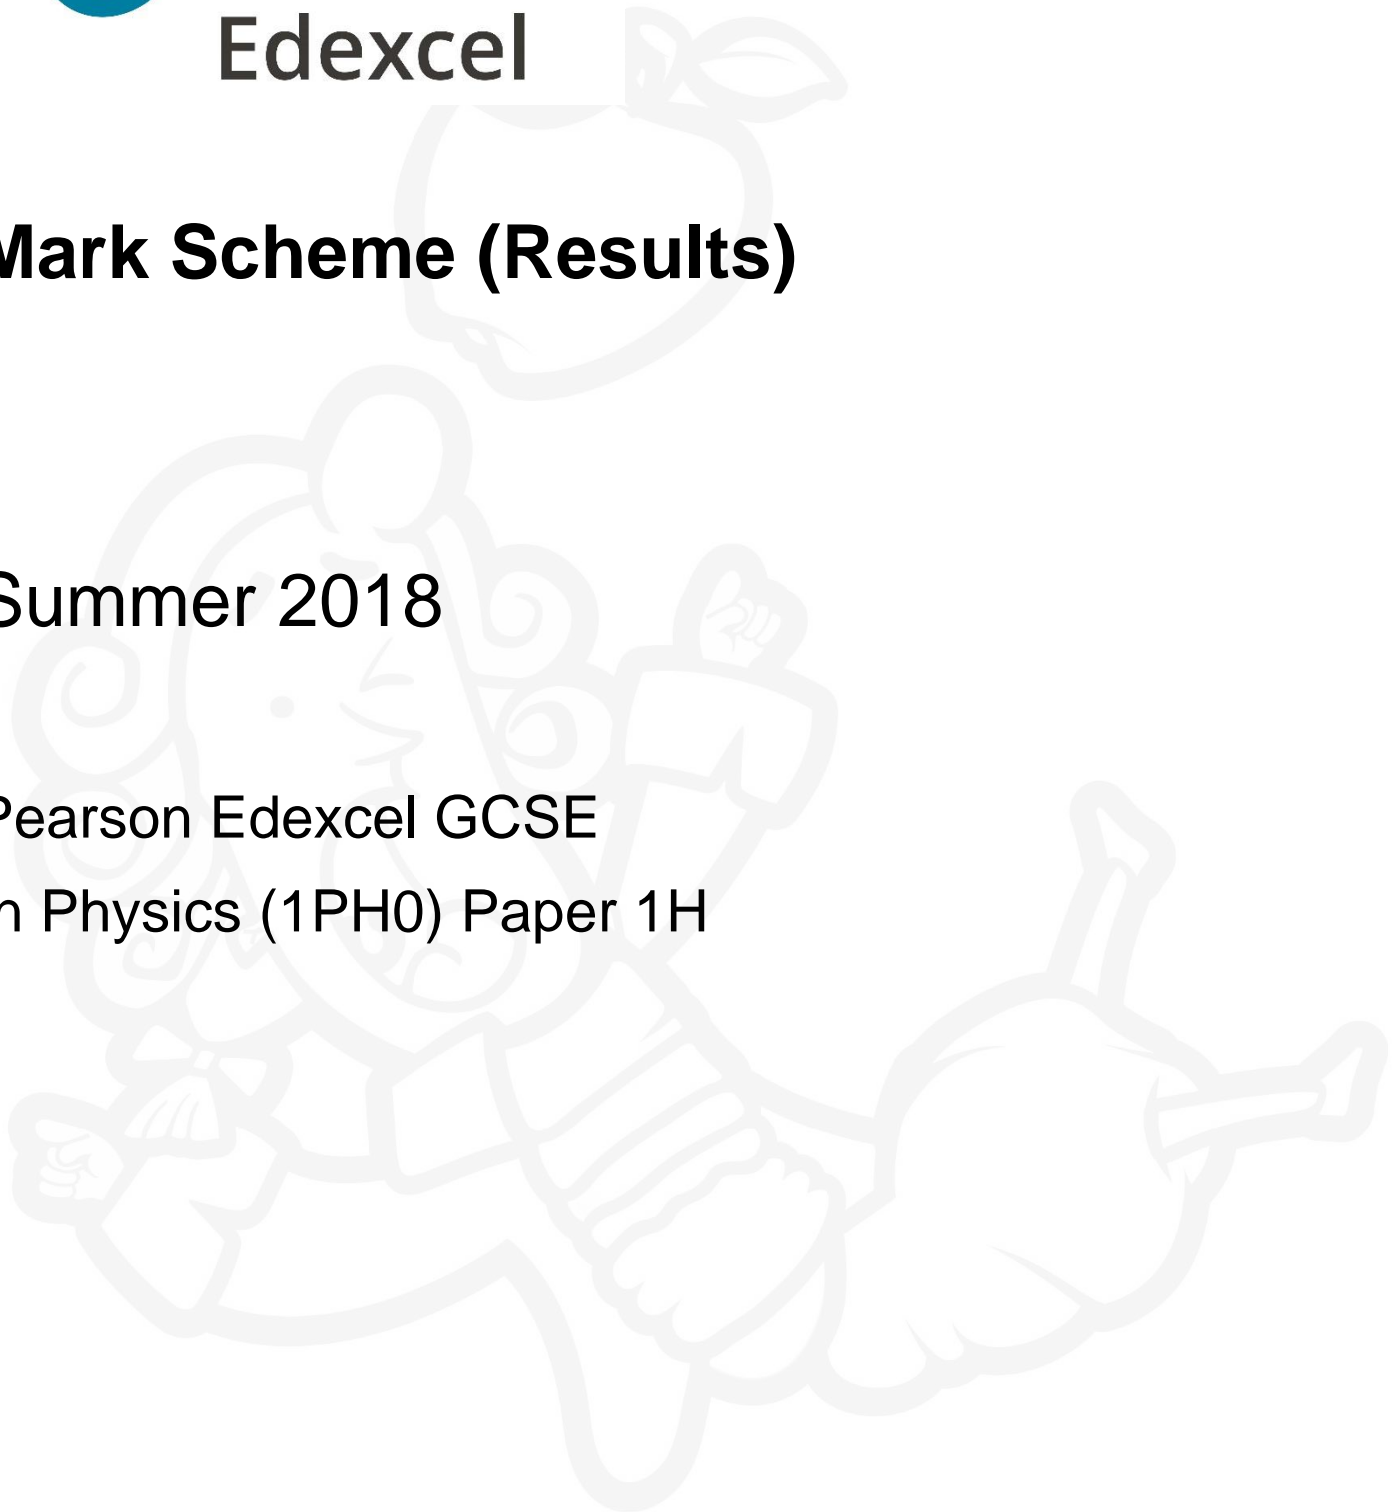 Edexcel
Mark Scheme (Results)
Summer 2018
Pearson Edexcel GCSE
n Physics (1PH0) Paper 1H